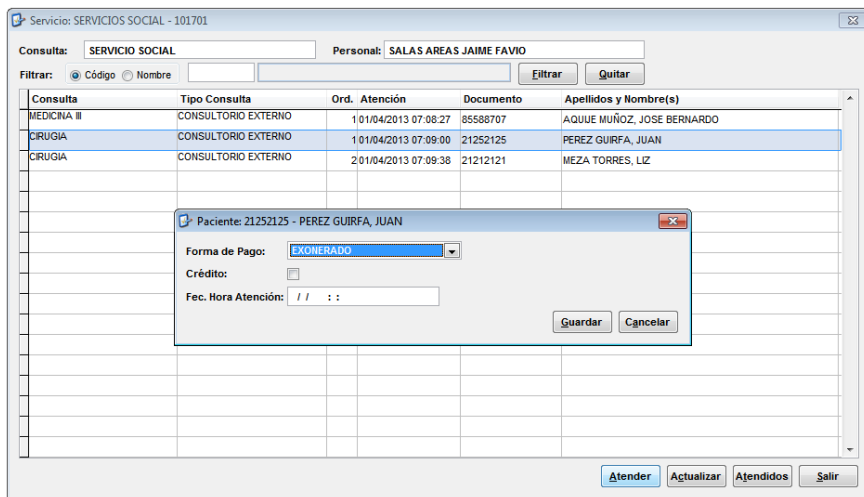 Servicio: SERVICIOS SOCIAL - 101701
Consulta: SERVICIO SOCIAL Personal: SALAS AREAS JAIME FAVIO
Filtrar: Código Nombre Filtrar Quitar
Consulta Tipo Consulta Ord. Atención Documento Apellidos y Nombre(s)
MEDICINA III CONSULTORIO EXTERNO 1 01/04/2013 07:08:27 85588707 AQUIJE MUÑOZ, JOSE BERNARDO
CIRUGIA CONSULTORIO EXTERNO 1 01/04/2013 07:09:00 21252125 PEREZ GUIRFA, JUAN
CIRUGIA CONSULTORIO EXTERNO 2 01/04/2013 07:09:38 21212121 MEZA TORRES, LIZ
Paciente: 21252125 - PEREZ GUIRFA, JUAN
Forma de Pago: EXONERADO
Crédito:
Fec. Hora Atención: / / : :
Guardar Cancelar
Atender Actualizar Atendidos Salir